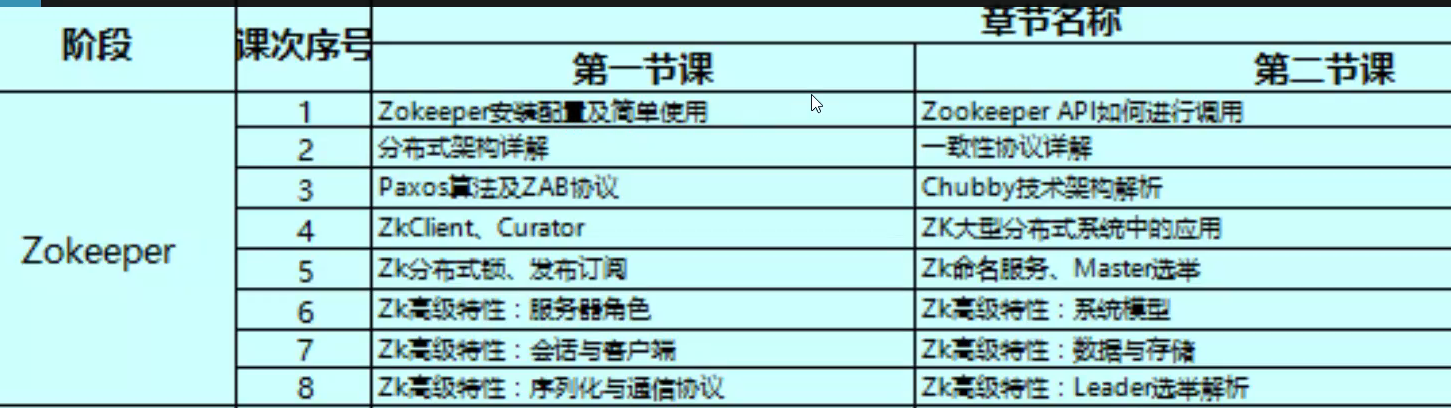 章节名称
阶段 课次序号
第一节课 第二节课
1 Zokeeper安装配置及简单使用 Zookeeper API如何进行调用
2 分布式架构详解 一致性协议详解
3 Paxos算法及ZAB协议 Chubby技术架构解析
4 ZkClient、Curator ZK大型分布式系统中的应用
Zokeeper
5 Zk分布式锁、发布订阅 Zk命名服务、Master选举
6 Zk高级特性：服务器角色 Zk高级特性：系统模型
7 Zk高级特性：会话与客户端 Zk高级特性：数据与存储
8 Zk高级特性：序列化与通信协议 Zk高级特性：Leader选举解析